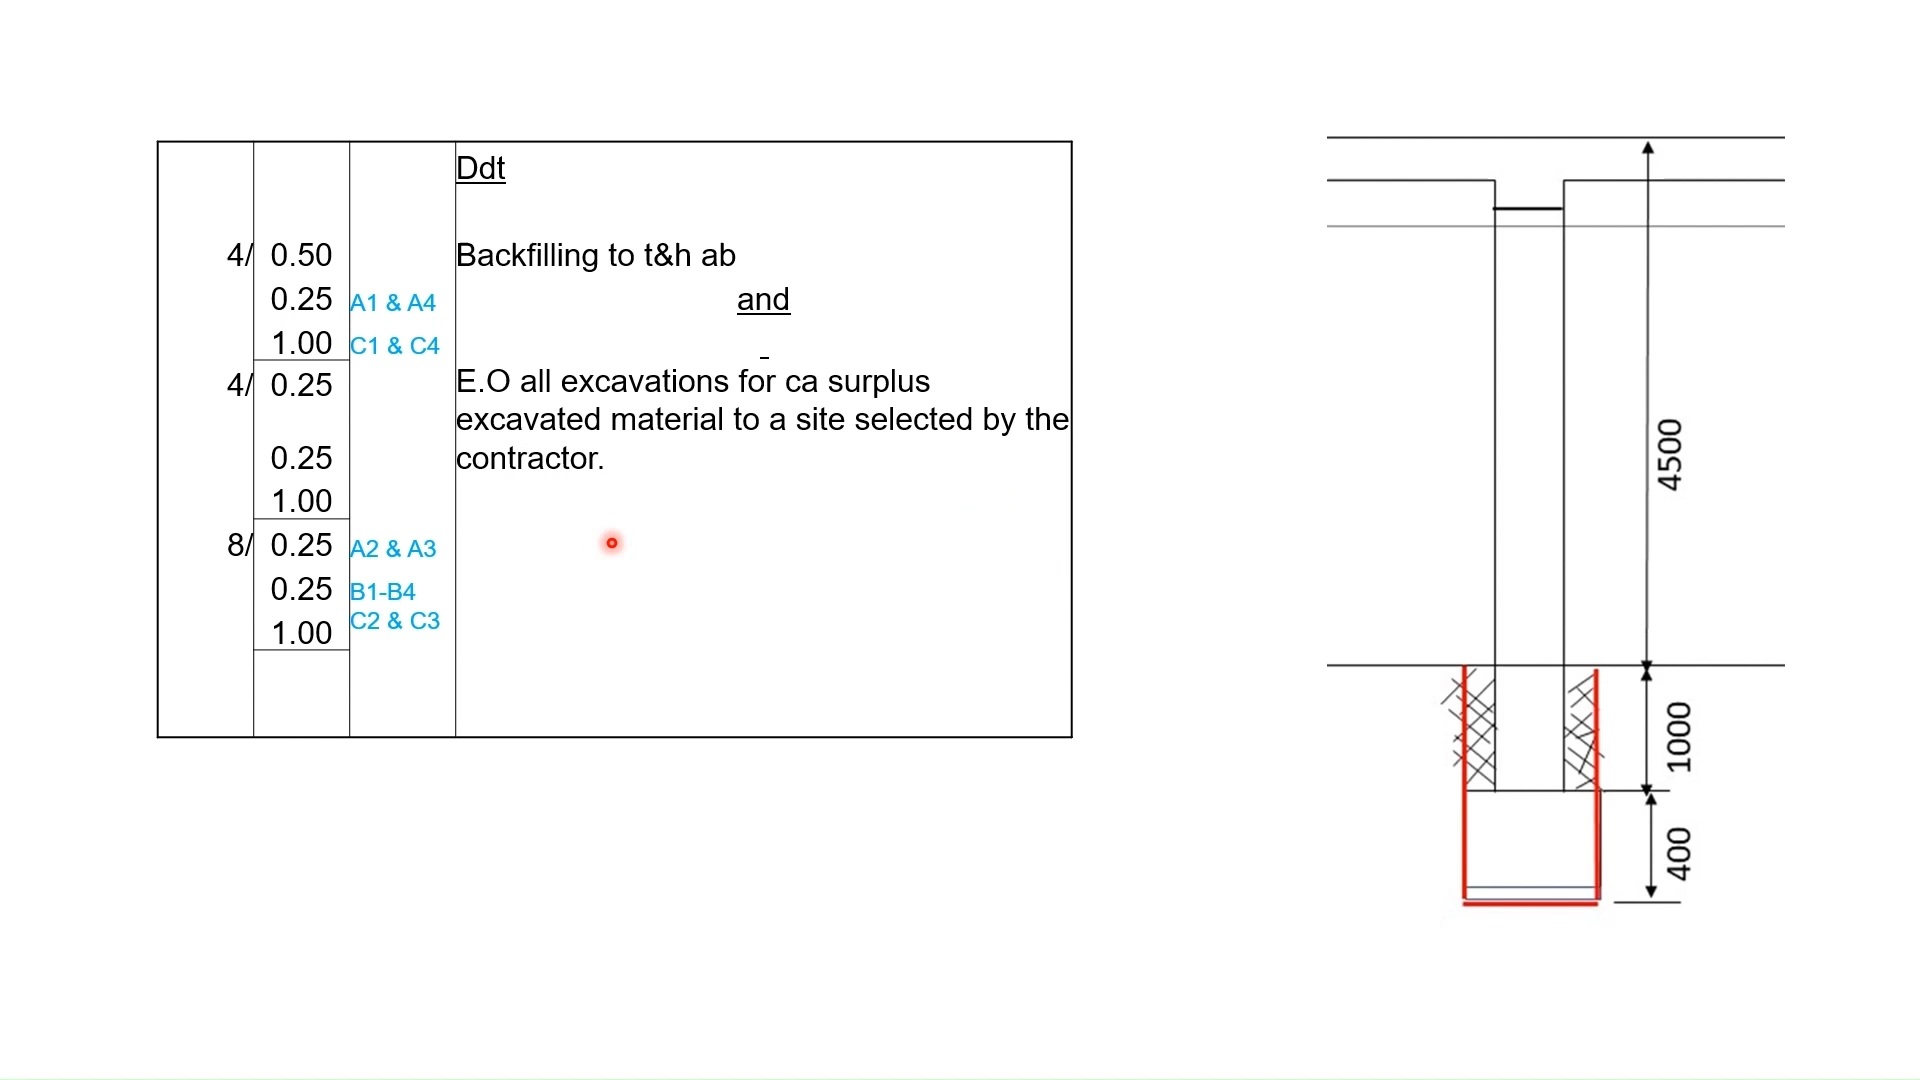 Ddt
4/ 0.50 Backfilling to t&h ab
0.25 A1 & A4 and
1.00 C1 & C4
4/ 0.25 E.O all excavations for ca surplus
excavated material to a site selected by the
0.25 contractor.
1.00
8/ 0.25 A2 & A3
0.25 B1-B4
C2 & C3
1.00
4500
1000
400